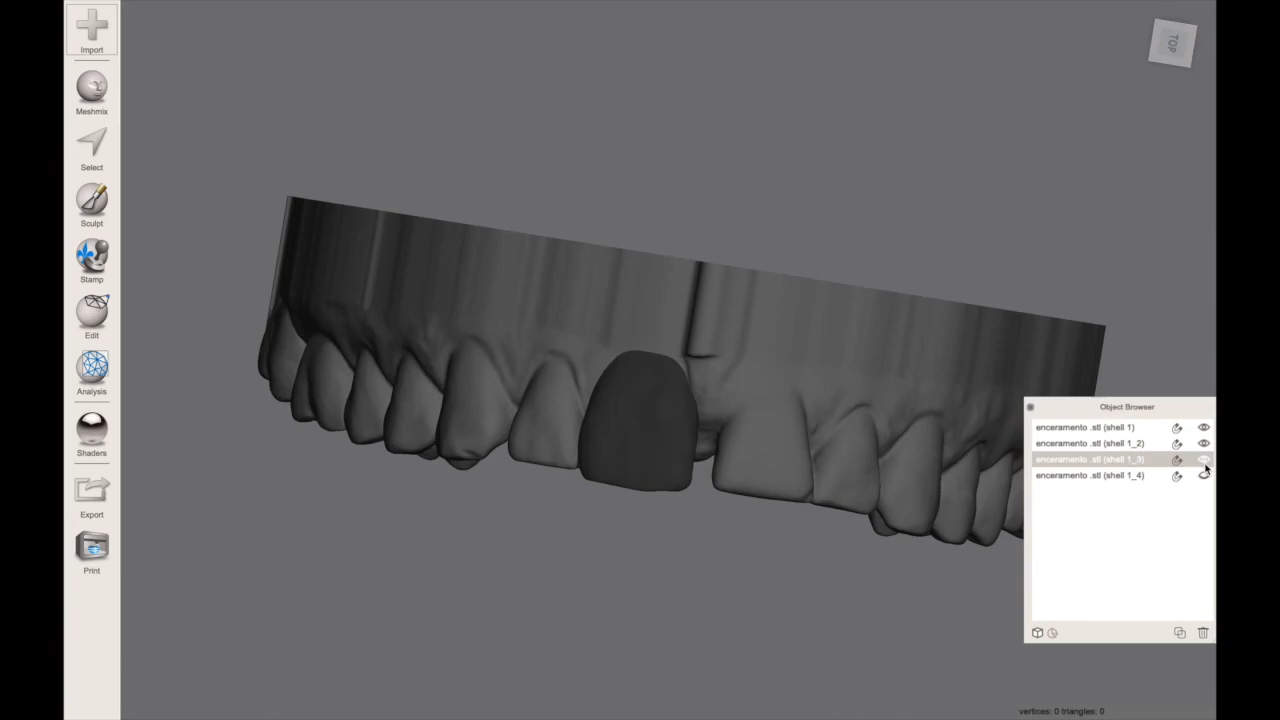 Import
Meshmix
Select
Sculpt
Stamp
Edit
Analysis
Shaders
Export
Print
TOP
Object Browser
enceramento .stl (shell 1)
enceramento .stl (shell 1_2)
enceramento .stl (shell 1_3)
enceramento .stl (shell 1_4)
vertices: 0 triangles: 0